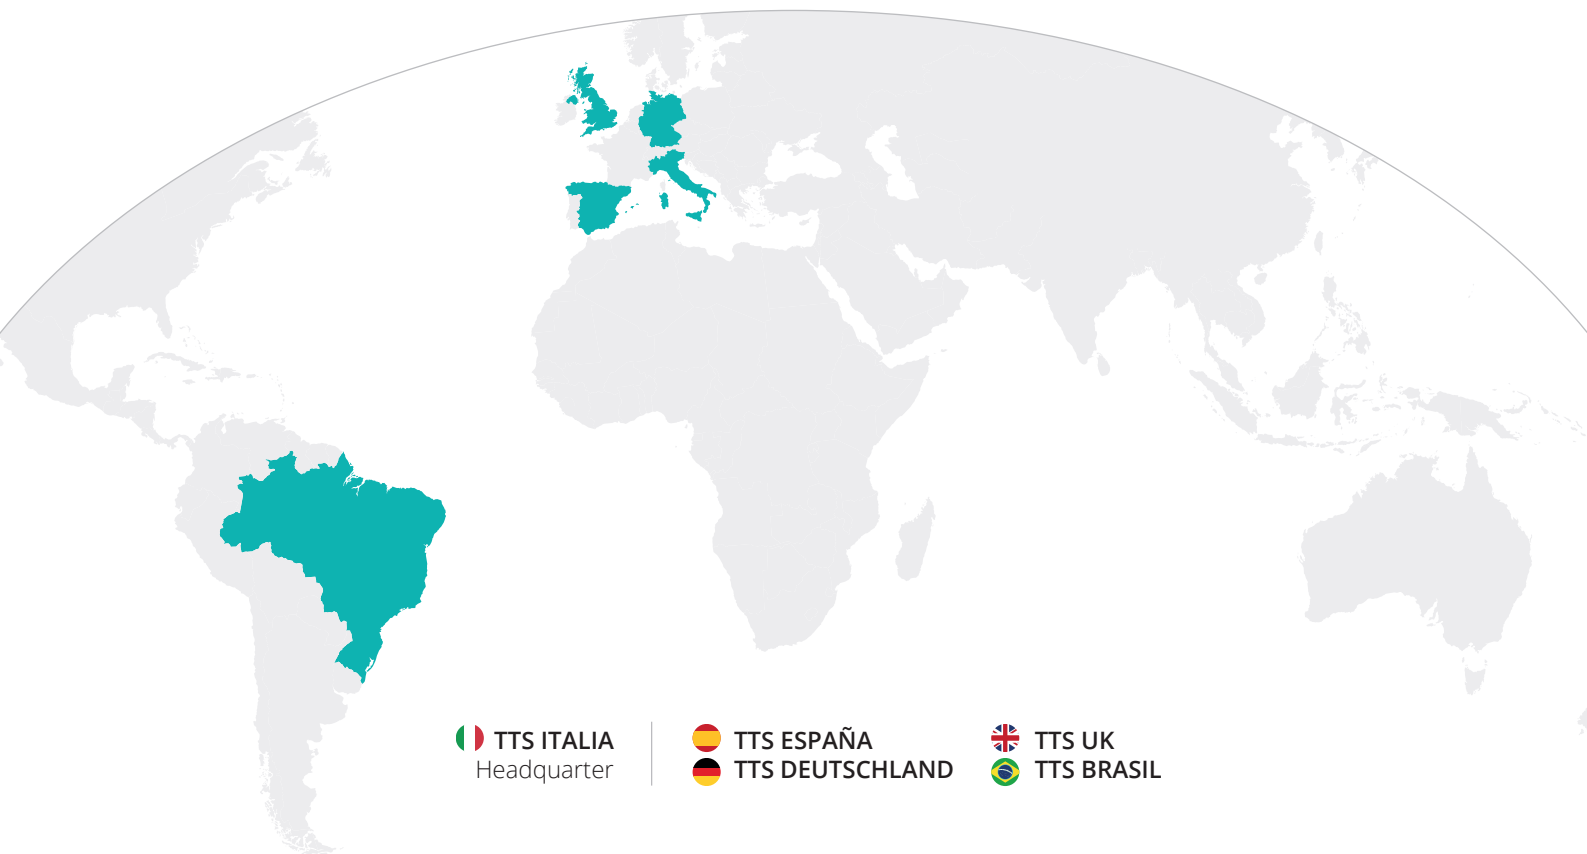 TTS ITALIA
Headquarter
TTS ESPAÑA
TTS DEUTSCHLAND
TTS UK
TTS BRASIL